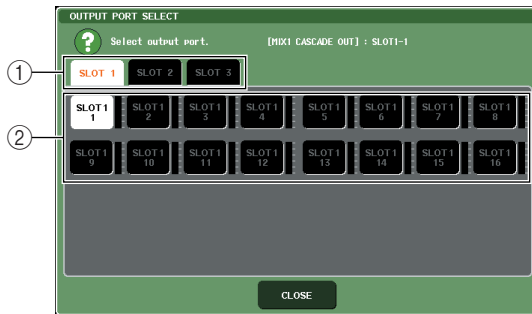 OUTPUT PORT SELECT
? Select output port. [MIX1 CASCADE OUT] : SLOT1-1
① SLOT 1 SLOT 2 SLOT 3
② SLOT1 1 SLOT1 2 SLOT1 3 SLOT1 4 SLOT1 5 SLOT1 6 SLOT1 7 SLOT1 8
SLOT1 9 SLOT1 10 SLOT1 11 SLOT1 12 SLOT1 13 SLOT1 14 SLOT1 15 SLOT1 16
CLOSE